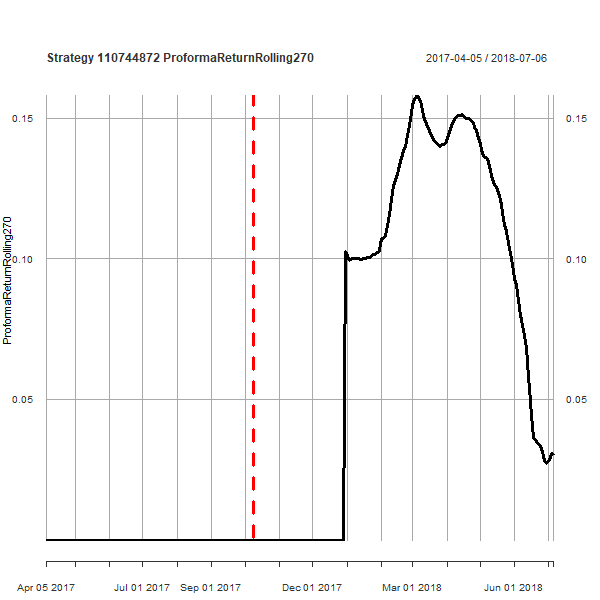 Strategy 110744872 ProformaReturnRolling270
2017-04-05 / 2018-07-06
0.15
0.15
0.10
0.10
0.05
0.05
ProformaReturnRolling270
Apr 05 2017
Jul 01 2017
Sep 01 2017
Dec 01 2017
Mar 01 2018
Jun 01 2018